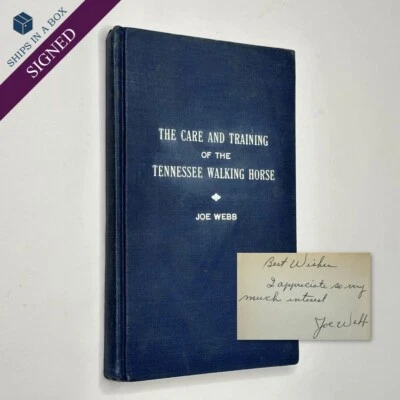 SHIPS IN A BOX
SIGNED
THE CARE AND TRAINING
OF THE
TENNESSEE WALKING HORSE
JOE WEBB
Best Wishes
I appreciate so very
much interest
Joe Webb